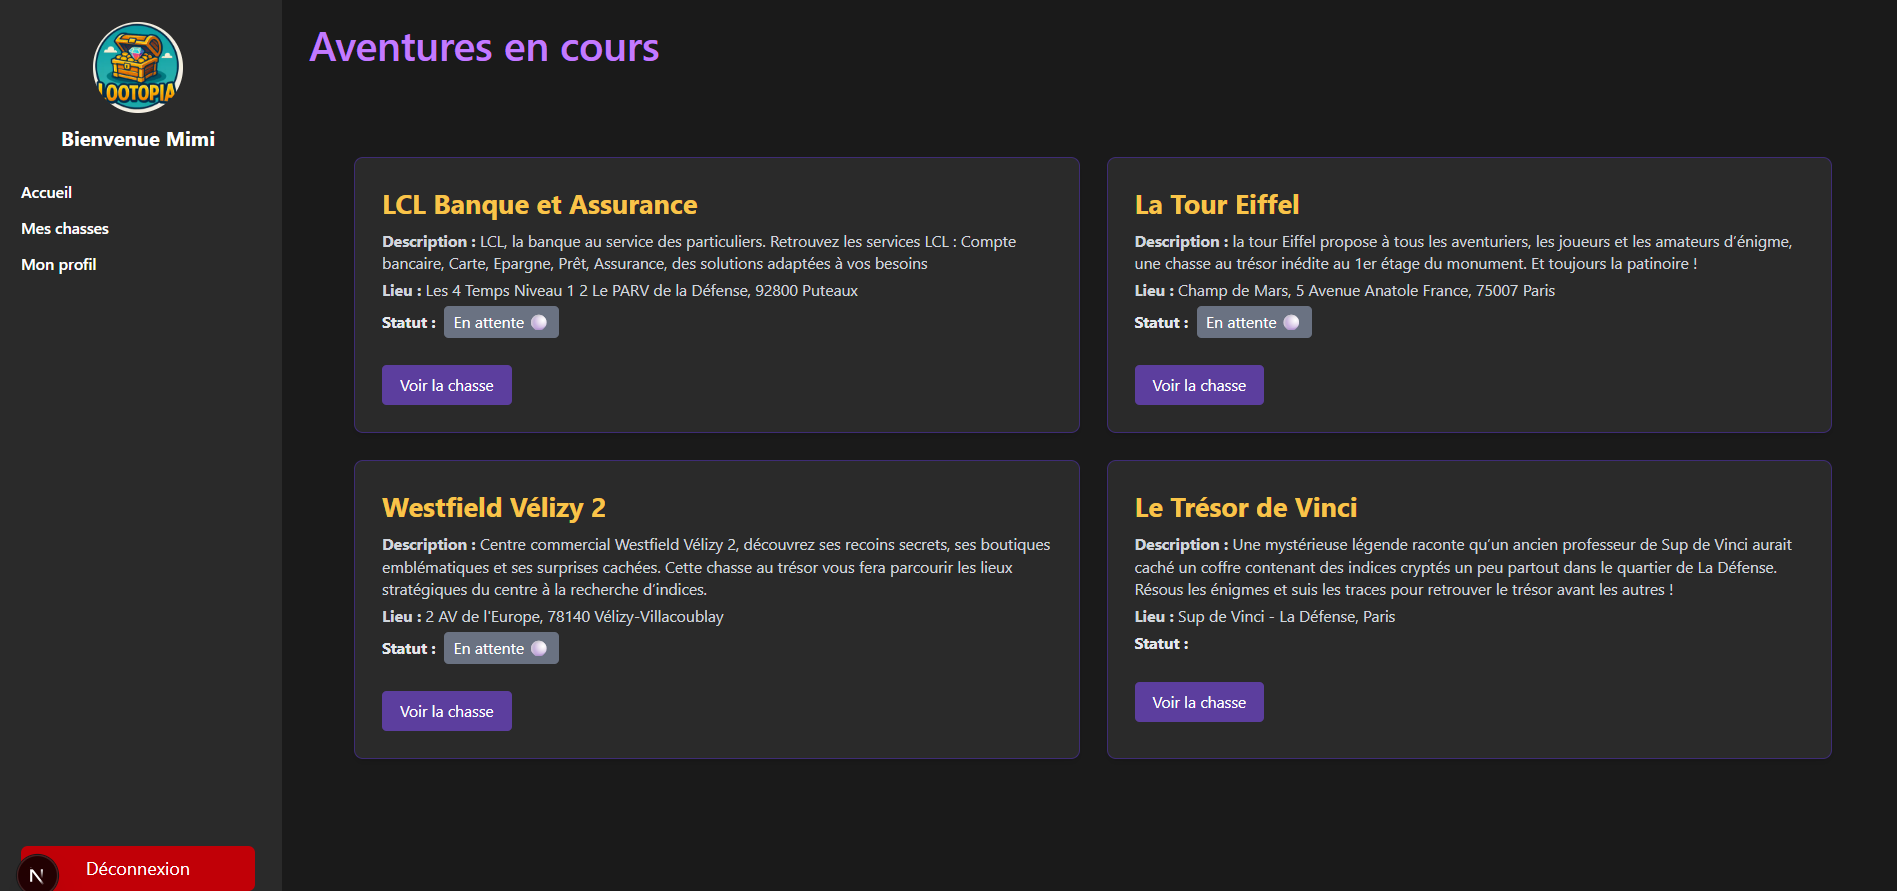 LOOTOPIA
Bienvenue Mimi
Accueil
Mes chasses
Mon profil
Déconnexion
N
Aventures en cours
LCL Banque et Assurance
Description : LCL, la banque au service des particuliers. Retrouvez les services LCL : Compte
bancaire, Carte, Epargne, Prêt, Assurance, des solutions adaptées à vos besoins
Lieu : Les 4 Temps Niveau 1 2 Le PARV de la Défense, 92800 Puteaux
Statut : En attente
Voir la chasse
La Tour Eiffel
Description : la tour Eiffel propose à tous les aventuriers, les joueurs et les amateurs d’énigme,
une chasse au trésor inédite au 1er étage du monument. Et toujours la patinoire !
Lieu : Champ de Mars, 5 Avenue Anatole France, 75007 Paris
Statut : En attente
Voir la chasse
Westfield Vélizy 2
Description : Centre commercial Westfield Vélizy 2, découvrez ses recoins secrets, ses boutiques
emblématiques et ses surprises cachées. Cette chasse au trésor vous fera parcourir les lieux
stratégiques du centre à la recherche d’indices.
Lieu : 2 AV de l'Europe, 78140 Vélizy-Villacoublay
Statut : En attente
Voir la chasse
Le Trésor de Vinci
Description : Une mystérieuse légende raconte qu’un ancien professeur de Sup de Vinci aurait
caché un coffre contenant des indices cryptés un peu partout dans le quartier de La Défense.
Résous les énigmes et suis les traces pour retrouver le trésor avant les autres !
Lieu : Sup de Vinci - La Défense, Paris
Statut :
Voir la chasse